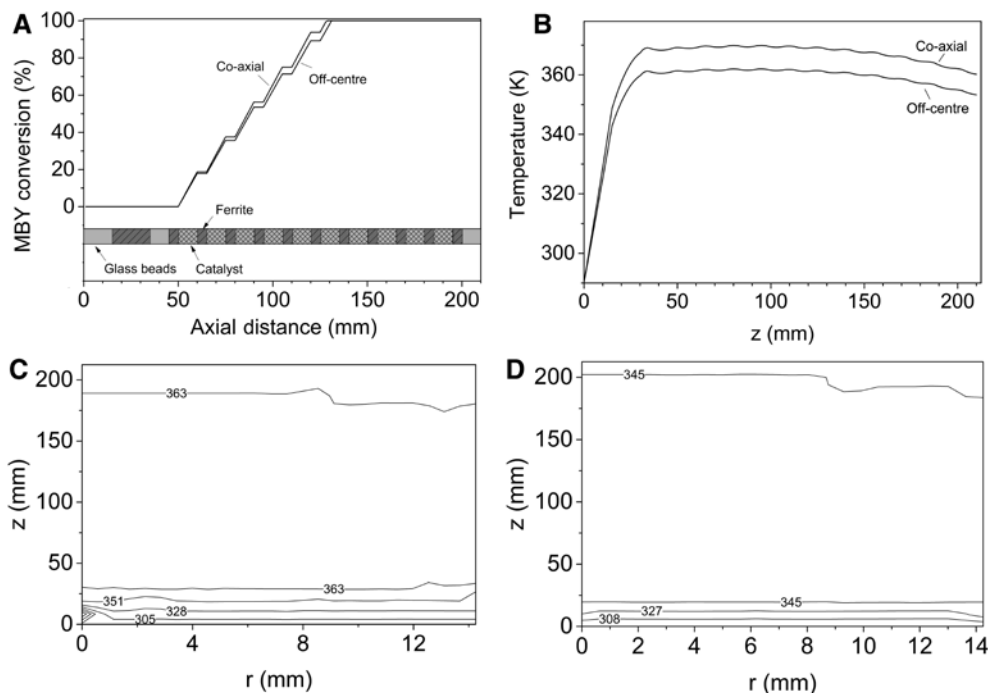 A
MBY conversion (%)
100
80
60
40
20
0
Co-axial
Off-centre
Ferrite
Glass beads
Catalyst
0 50 100 150 200
Axial distance (mm)
B
Temperature (K)
360
340
320
300
Co-axial
Off-centre
0 50 100 150 200
z (mm)
C
z (mm)
200
150
100
50
0
363
363
351
328
305
0 4 8 12
r (mm)
D
z (mm)
200
150
100
50
0
345
345
327
308
0 2 4 6 8 10 12 14
r (mm)